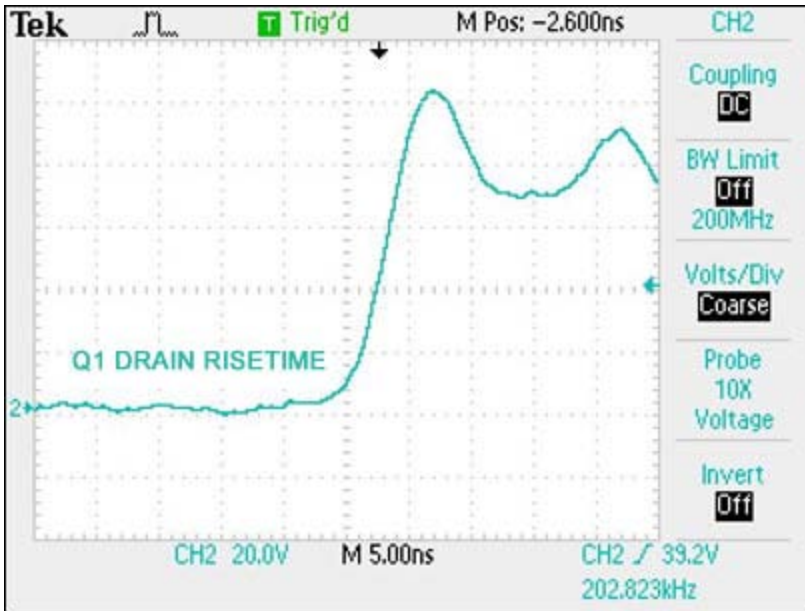 Tek T Trig'd M Pos: -2.600ns CH2
Coupling
DC
BW Limit
Off
200MHz
Volts/Div
Coarse
Probe
10X
Voltage
Invert
Off
Q1 DRAIN RISETIME
2
CH2 20.0V M 5.00ns CH2 39.2V
202.823kHz